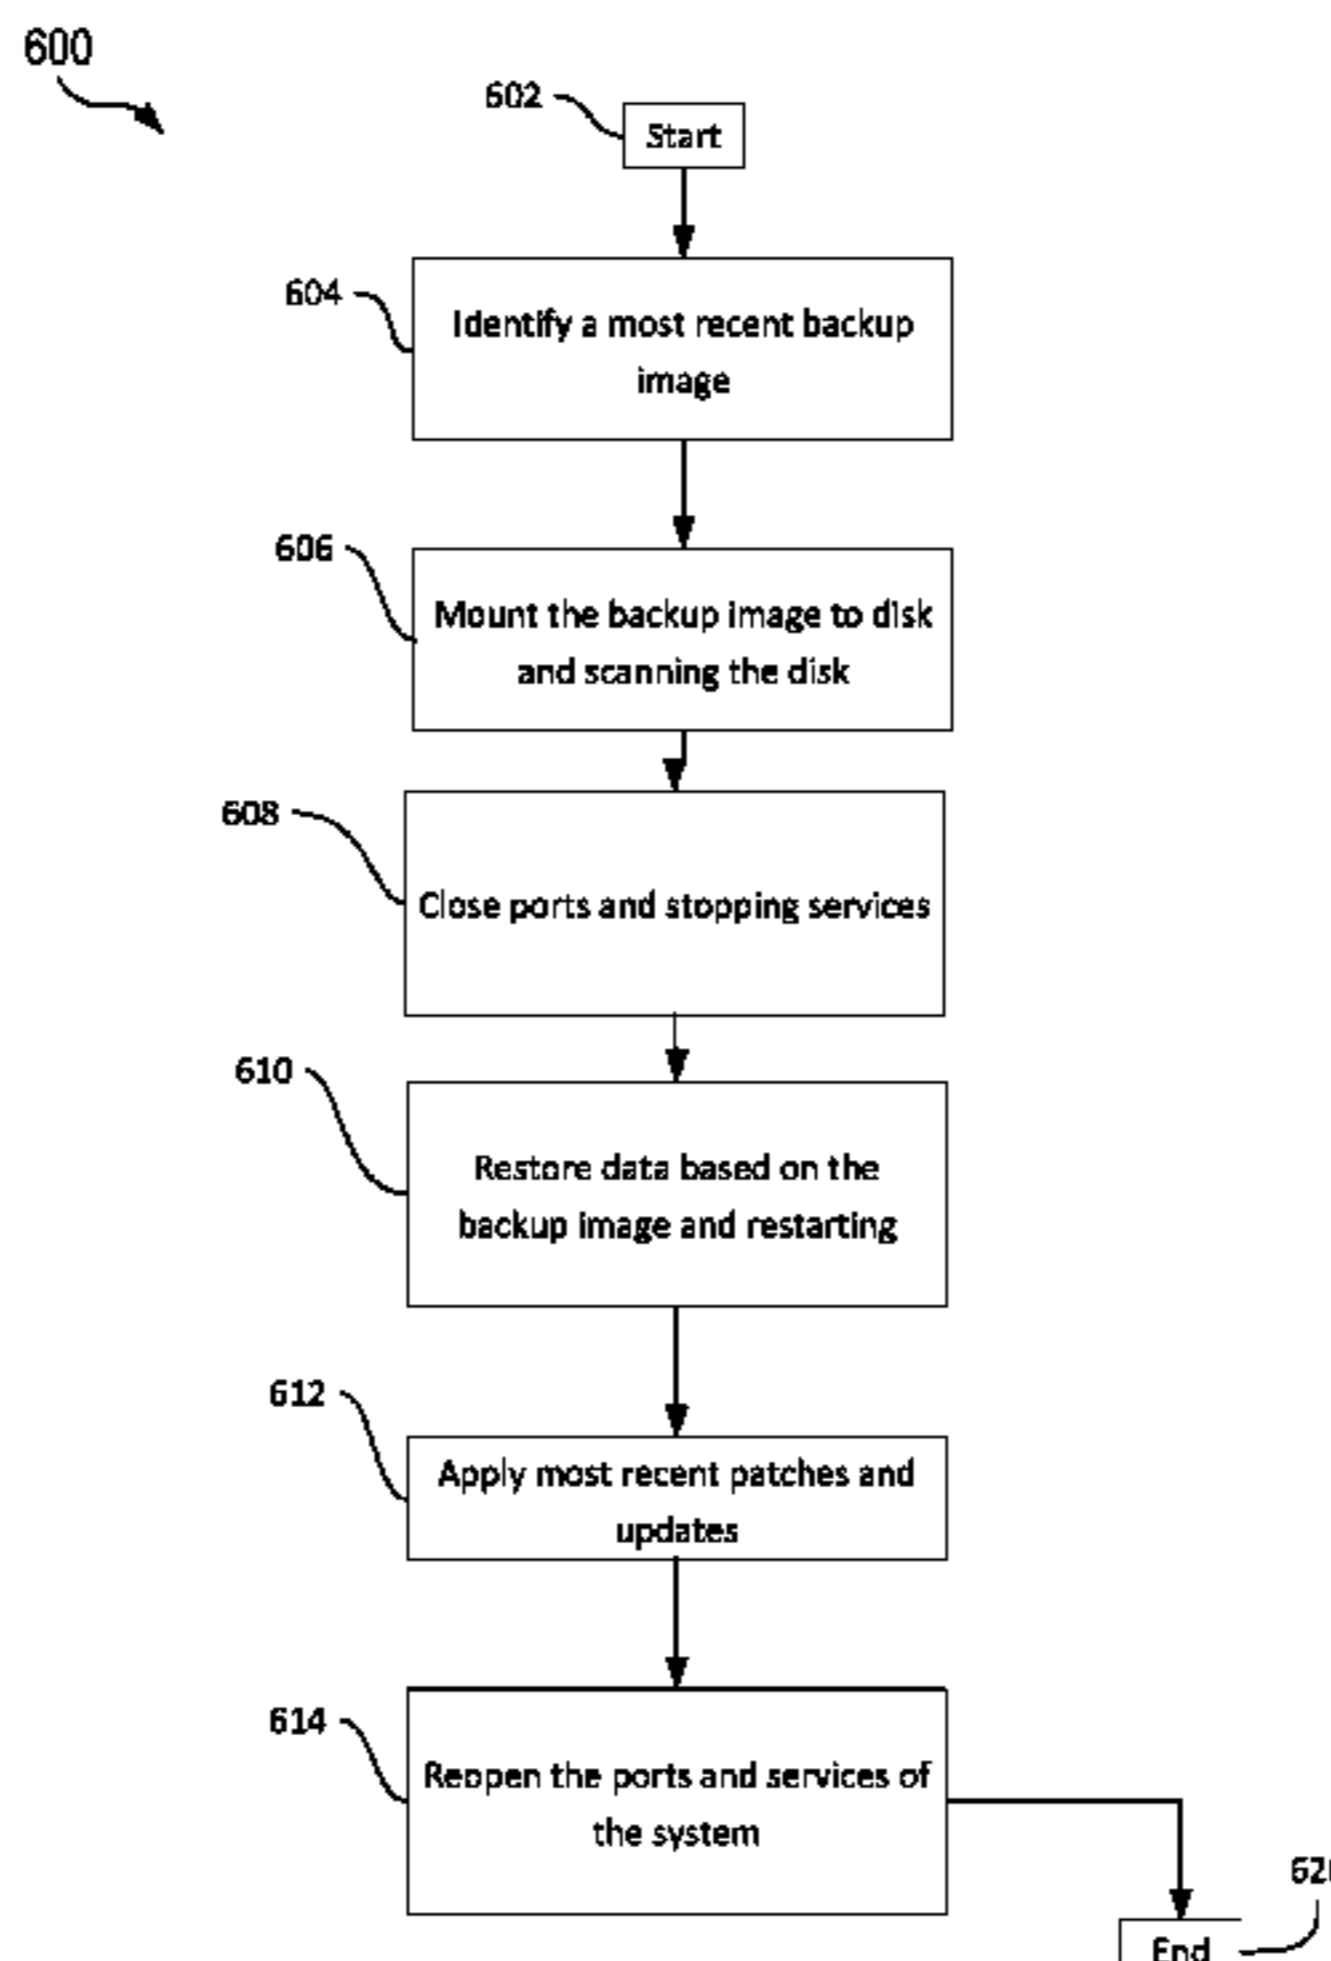 600
602
Start
604
Identify a most recent backup
image
606
Mount the backup image to disk
and scanning the disk
608
Close ports and stopping services
610
Restore data based on the
backup image and restarting
612
Apply most recent patches and
updates
614
Reopen the ports and services of
the system
End